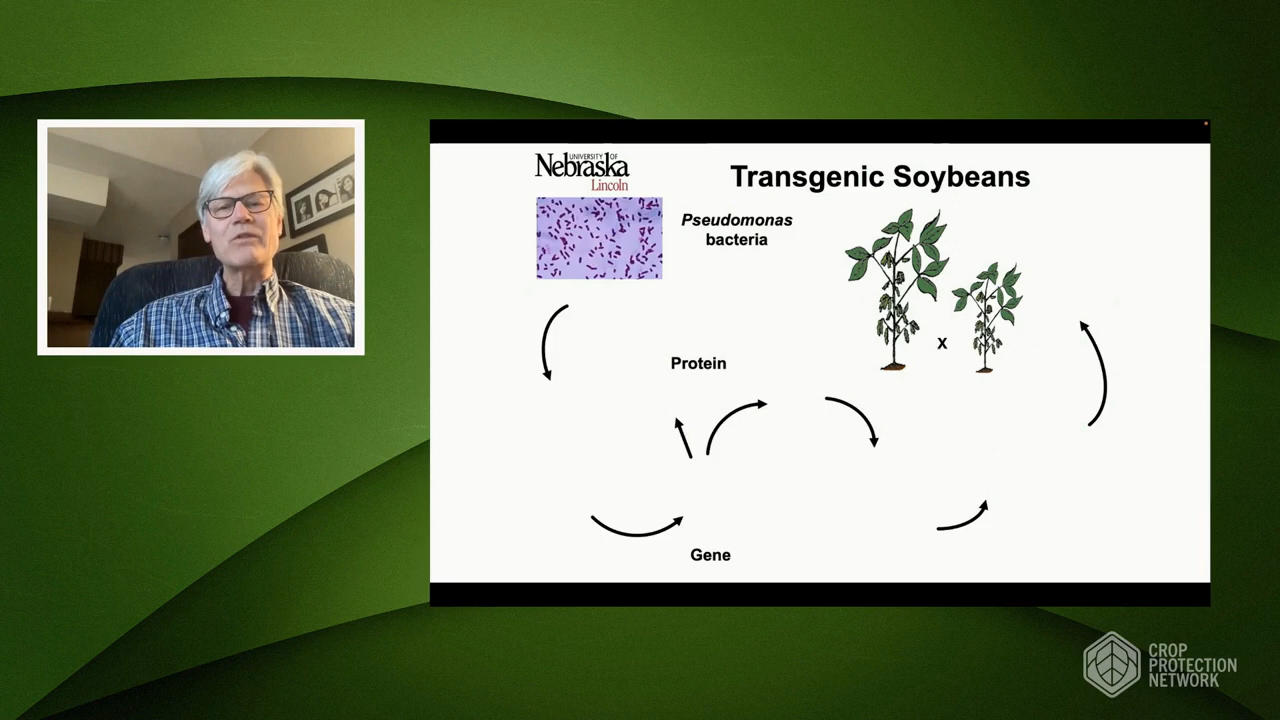 UNIVERSITY OF
Nebraska
Lincoln
Transgenic Soybeans
Pseudomonas
bacteria
X
Protein
Gene
CROP
PROTECTION
NETWORK